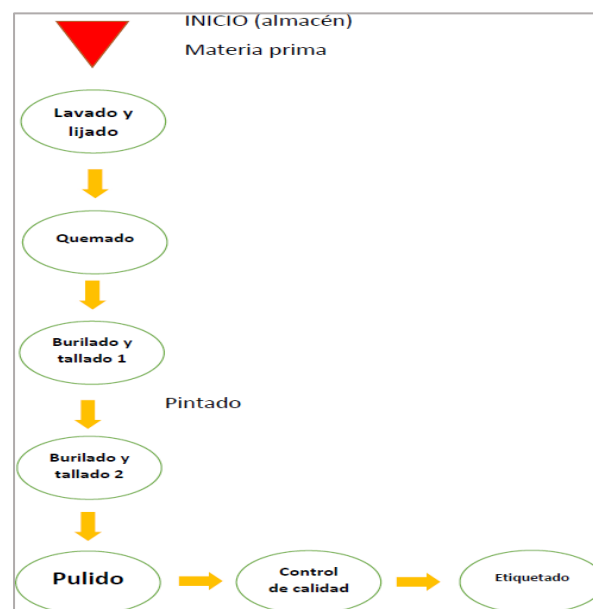 INICIO (almacén)
Materia prima
Lavado y
lijado
Quemado
Burilado y
tallado 1
Pintado
Burilado y
tallado 2
Pulido
Control
de calidad
Etiquetado